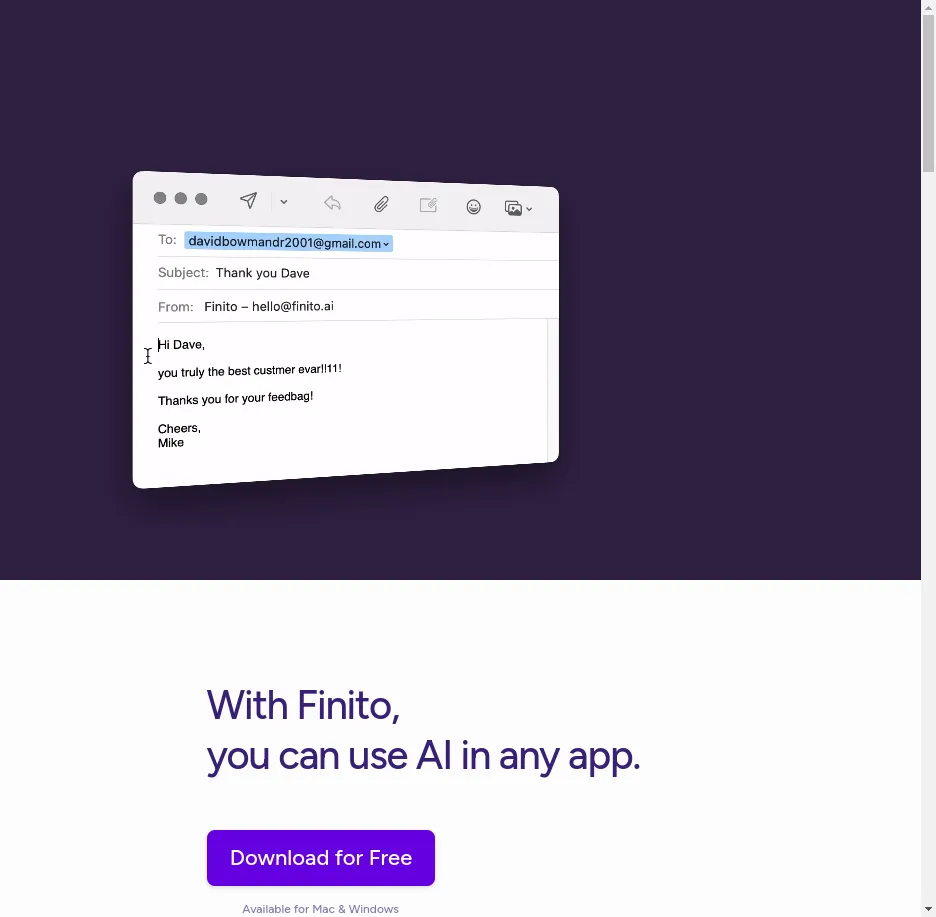 To: davidbowmandr2001@gmail.com
Subject: Thank you Dave
From: Finito – hello@finito.ai
Hi Dave,
you truly the best custmer evar!!11!
Thanks you for your feedbag!
Cheers,
Mike
With Finito,
you can use AI in any app.
Download for Free
Available for Mac & Windows